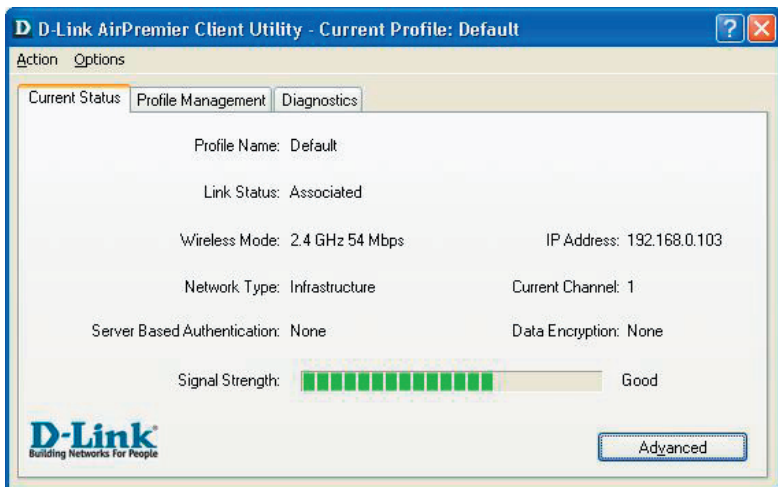 D D-Link AirPremier Client Utility - Current Profile: Default ? X
Action Options
Current Status Profile Management Diagnostics
Profile Name: Default
Link Status: Associated
Wireless Mode: 2.4 GHz 54 Mbps IP Address: 192.168.0.103
Network Type: Infrastructure Current Channel: 1
Server Based Authentication: None Data Encryption: None
Signal Strength: Good
D-Link
Building Networks For People
Advanced